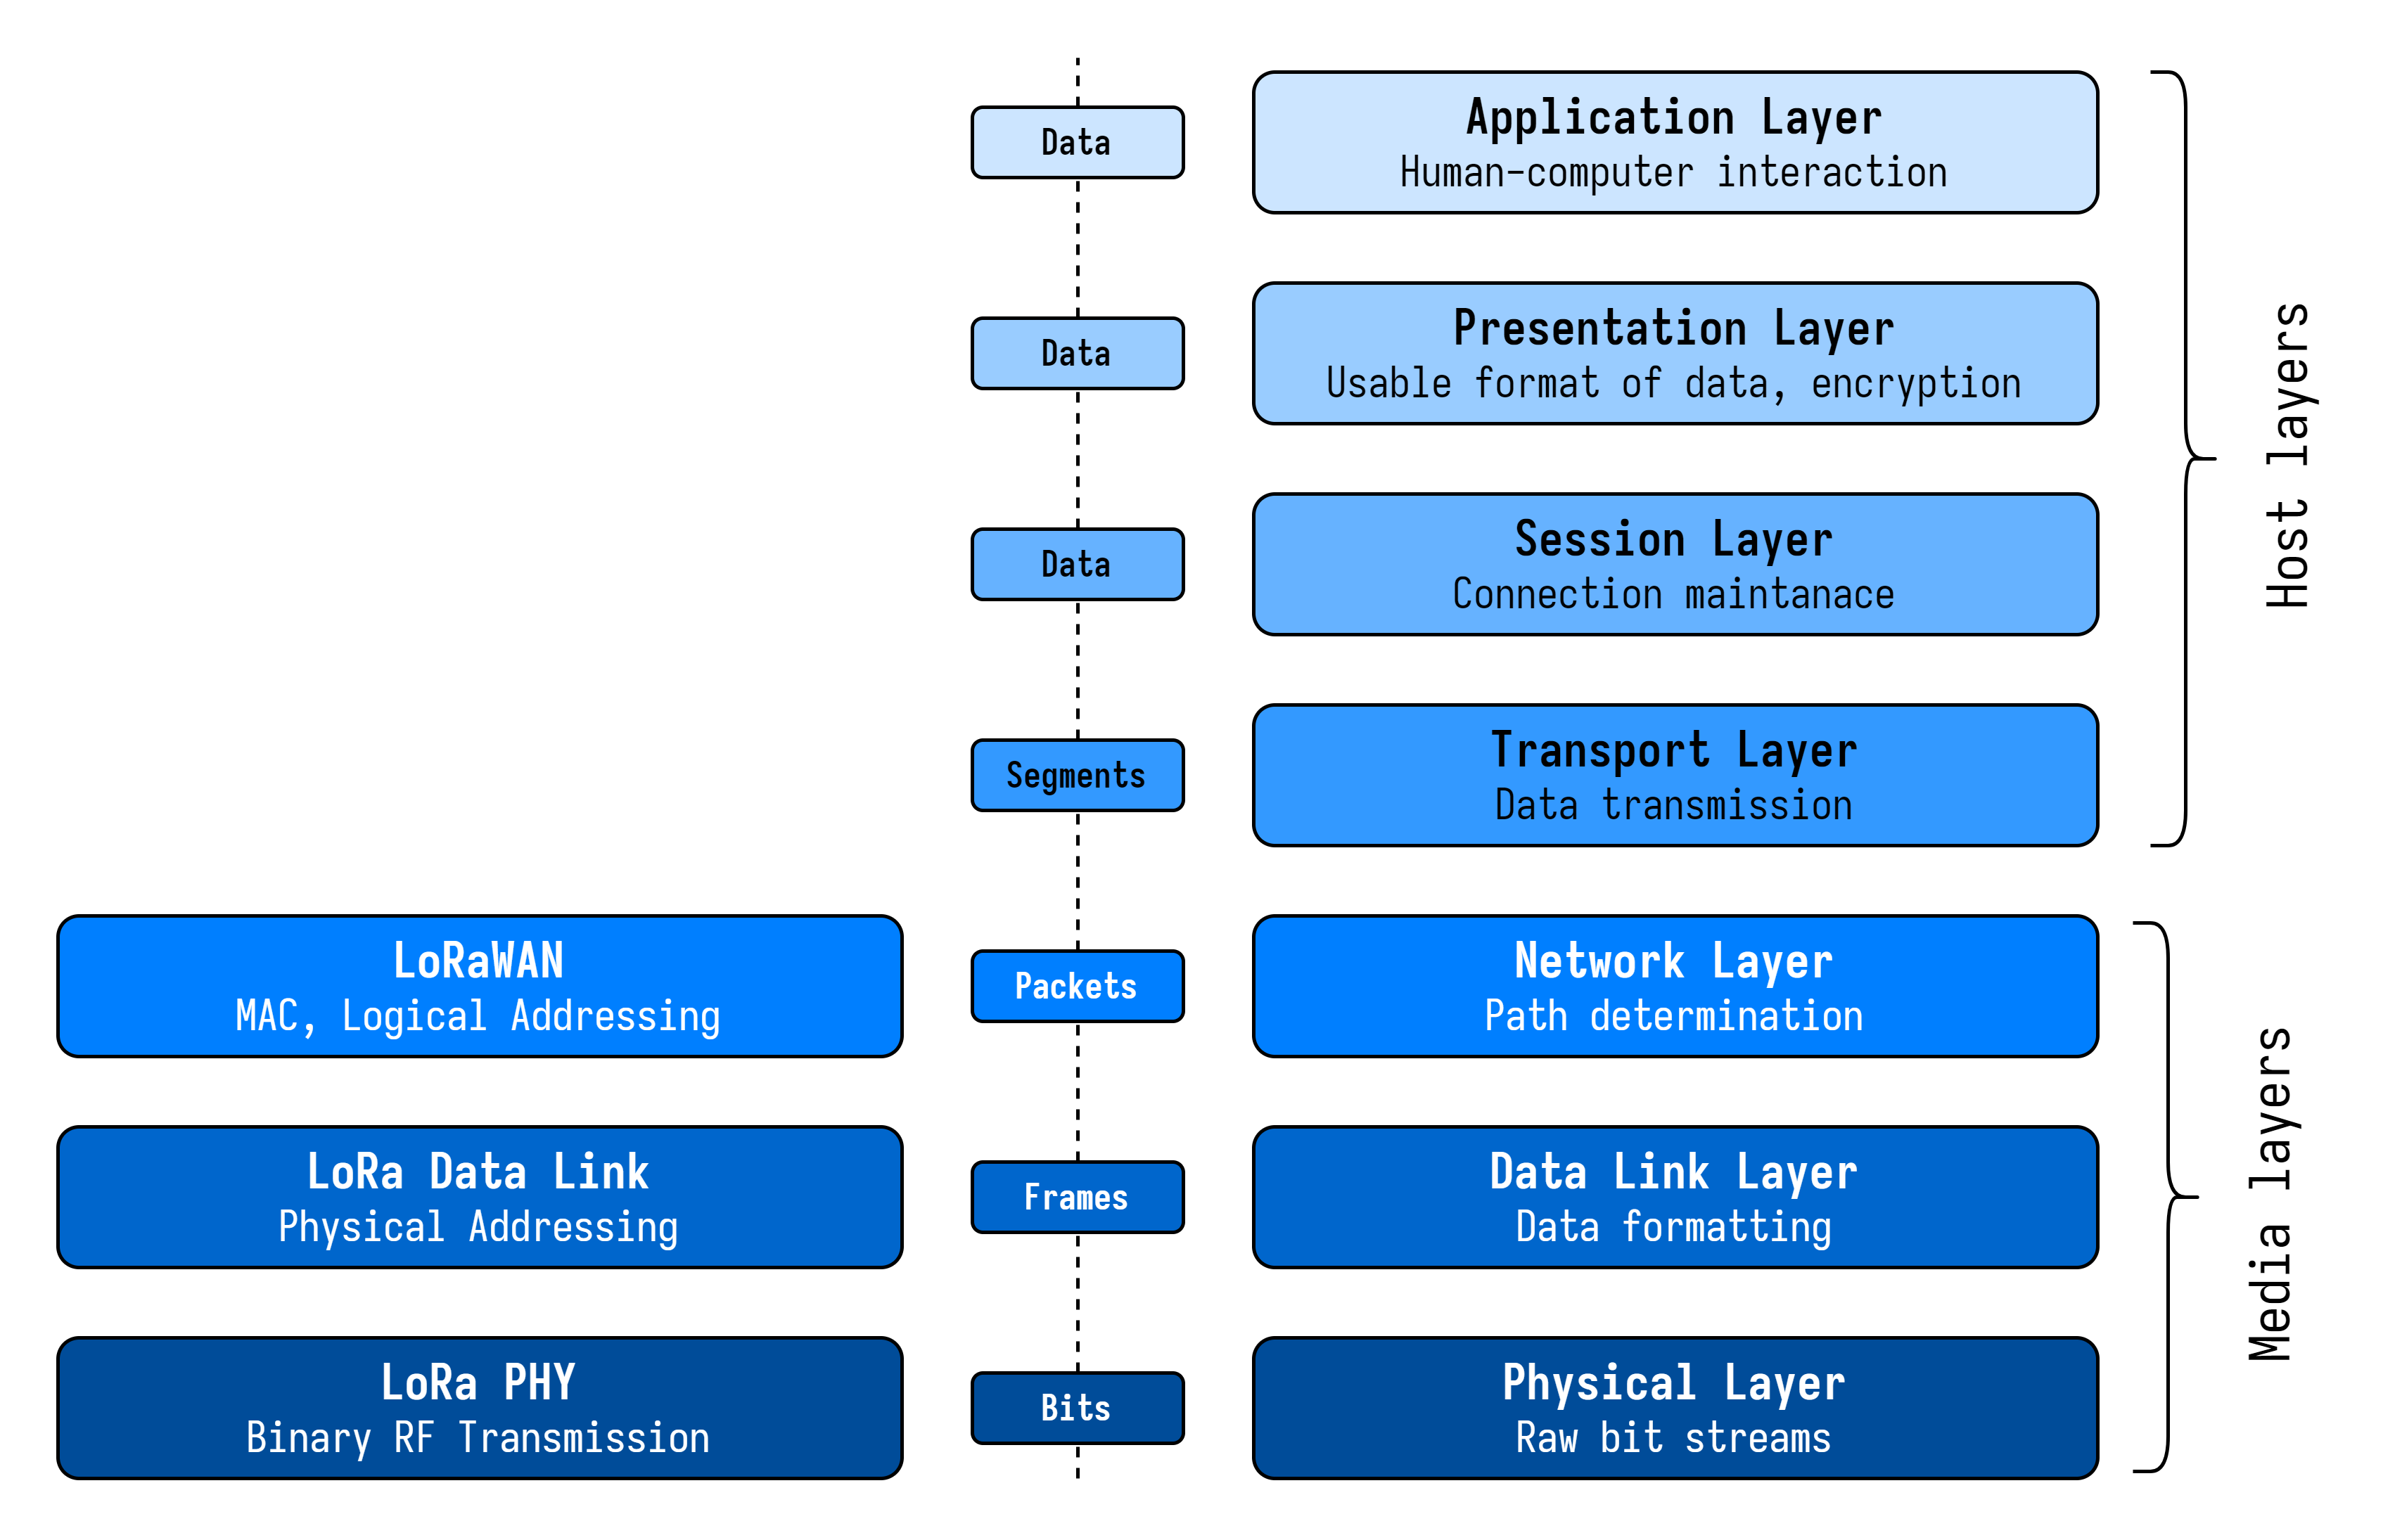 Data
Application Layer
Human-computer interaction
Data
Presentation Layer
Usable format of data, encryption
Data
Session Layer
Connection maintanace
Segments
Transport Layer
Data transmission
Host layers
LoRaWAN
MAC, Logical Addressing
Packets
Network Layer
Path determination
LoRa Data Link
Physical Addressing
Frames
Data Link Layer
Data formatting
LoRa PHY
Binary RF Transmission
Bits
Physical Layer
Raw bit streams
Media layers